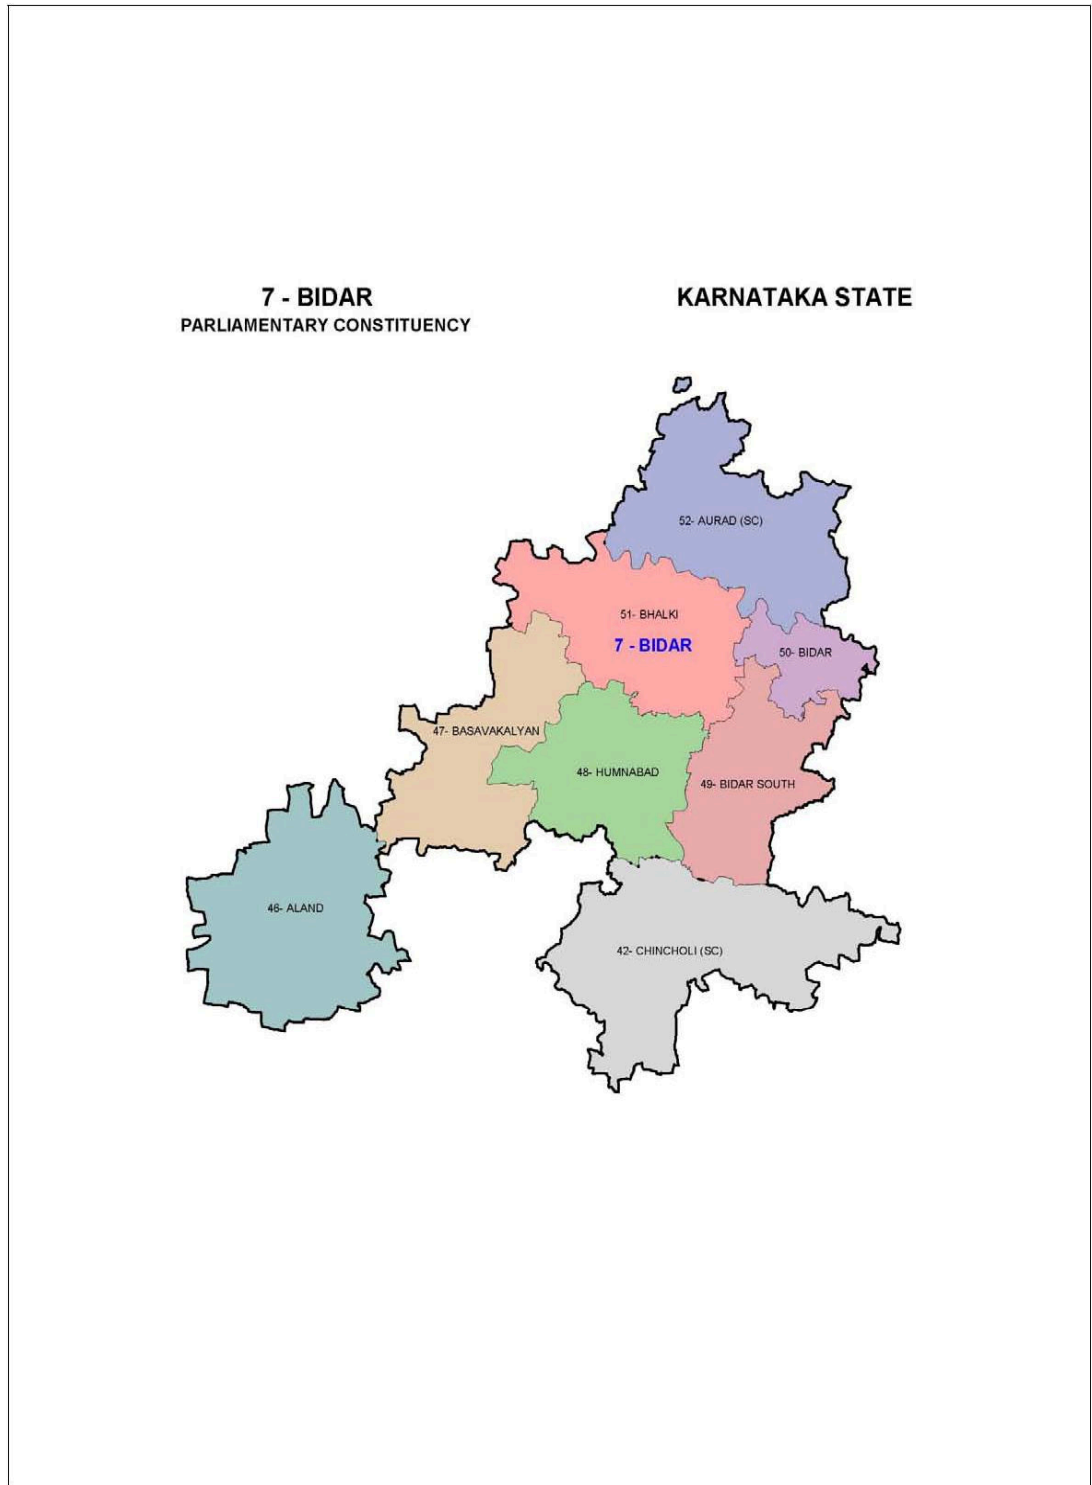 7 - BIDAR
PARLIAMENTARY CONSTITUENCY
KARNATAKA STATE
52- AURAD (SC)
51- BHALKI
7 - BIDAR
50- BIDAR
47- BASAVAKALYAN
48- HUMNABAD
49- BIDAR SOUTH
46- ALAND
42- CHINCHOLI (SC)